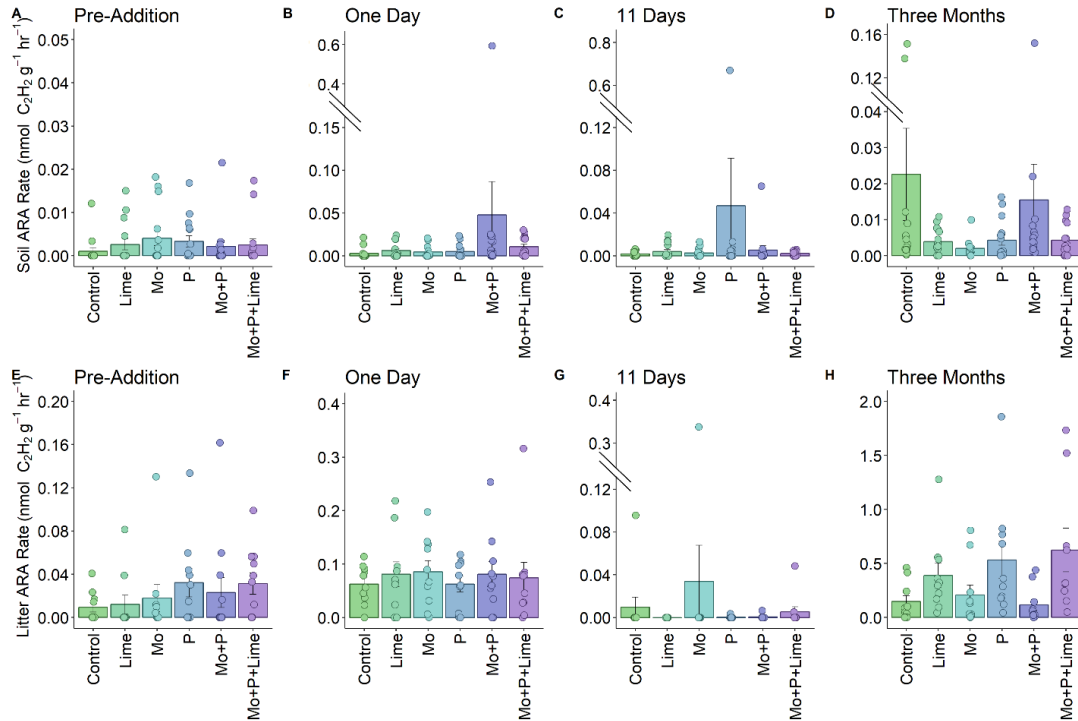 A Pre-Addition
B One Day
C 11 Days
D Three Months
Soil ARA Rate (nmol C₂H₂ g⁻¹ hr⁻¹)
0.05
0.04
0.03
0.02
0.01
0.00
0.6
0.4
0.15
0.10
0.05
0.00
0.8
0.6
0.12
0.08
0.04
0.00
0.16
0.12
0.04
0.03
0.02
0.01
0.00
Control Lime Mo P Mo+P Mo+P+Lime
Control Lime Mo P Mo+P Mo+P+Lime
Control Lime Mo P Mo+P Mo+P+Lime
Control Lime Mo P Mo+P Mo+P+Lime
E Pre-Addition
F One Day
G 11 Days
H Three Months
Litter ARA Rate (nmol C₂H₂ g⁻¹ hr⁻¹)
0.20
0.16
0.12
0.08
0.04
0.00
0.4
0.3
0.2
0.1
0.0
0.4
0.3
0.12
0.08
0.04
0.00
2.0
1.5
1.0
0.5
0.0
Control Lime Mo P Mo+P Mo+P+Lime
Control Lime Mo P Mo+P Mo+P+Lime
Control Lime Mo P Mo+P Mo+P+Lime
Control Lime Mo P Mo+P Mo+P+Lime